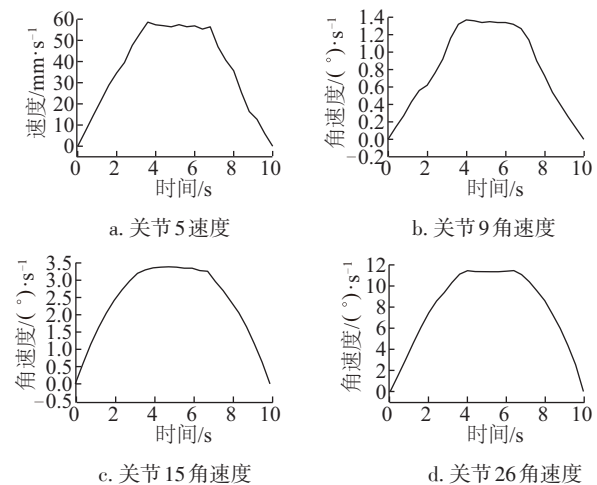 60
50
40
30
20
10
0
速度/mm·s⁻¹
0 2 4 6 8 10
时间/s
a. 关节5速度
1.4
1.2
1.0
0.8
0.6
0.4
0.2
0.0
-0.2
角速度/(°)·s⁻¹
0 2 4 6 8 10
时间/s
b. 关节9角速度
3.5
3.0
2.5
2.0
1.5
1.0
0.5
0.0
-0.5
角速度/(°)·s⁻¹
0 2 4 6 8 10
时间/s
c. 关节15角速度
12
10
8
6
4
2
0
角速度/(°)·s⁻¹
0 2 4 6 8 10
时间/s
d. 关节26角速度